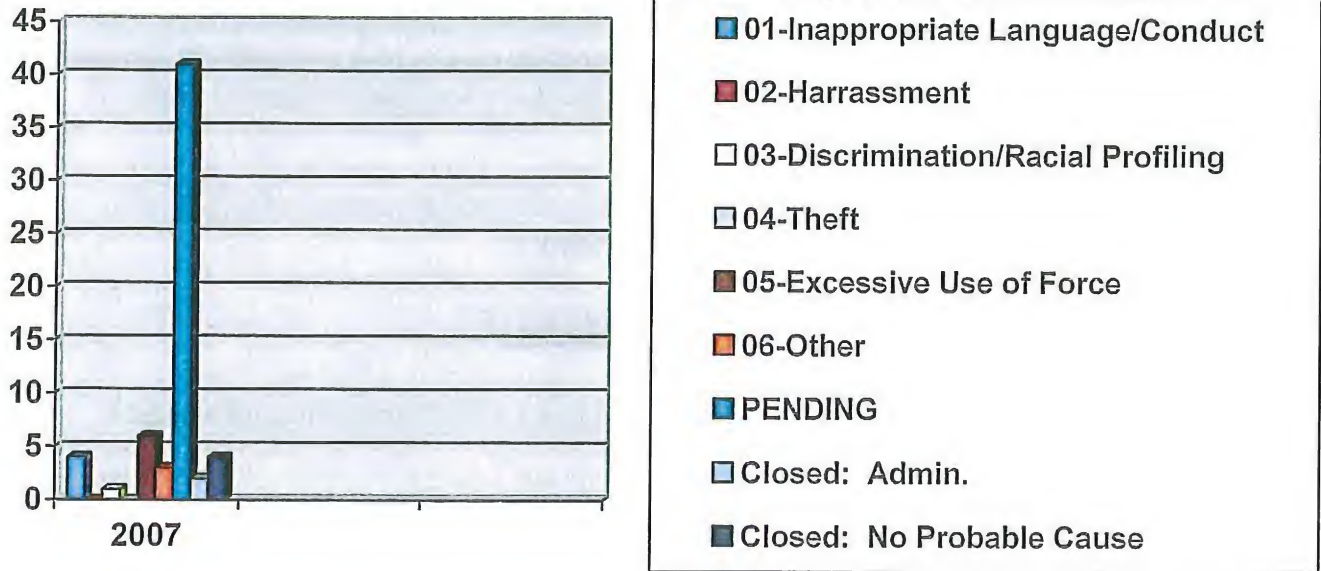 45
40
35
30
25
20
15
10
5
0
2007
01-Inappropriate Language/Conduct
02-Harrassment
03-Discrimination/Racial Profiling
04-Theft
05-Excessive Use of Force
06-Other
PENDING
Closed: Admin.
Closed: No Probable Cause